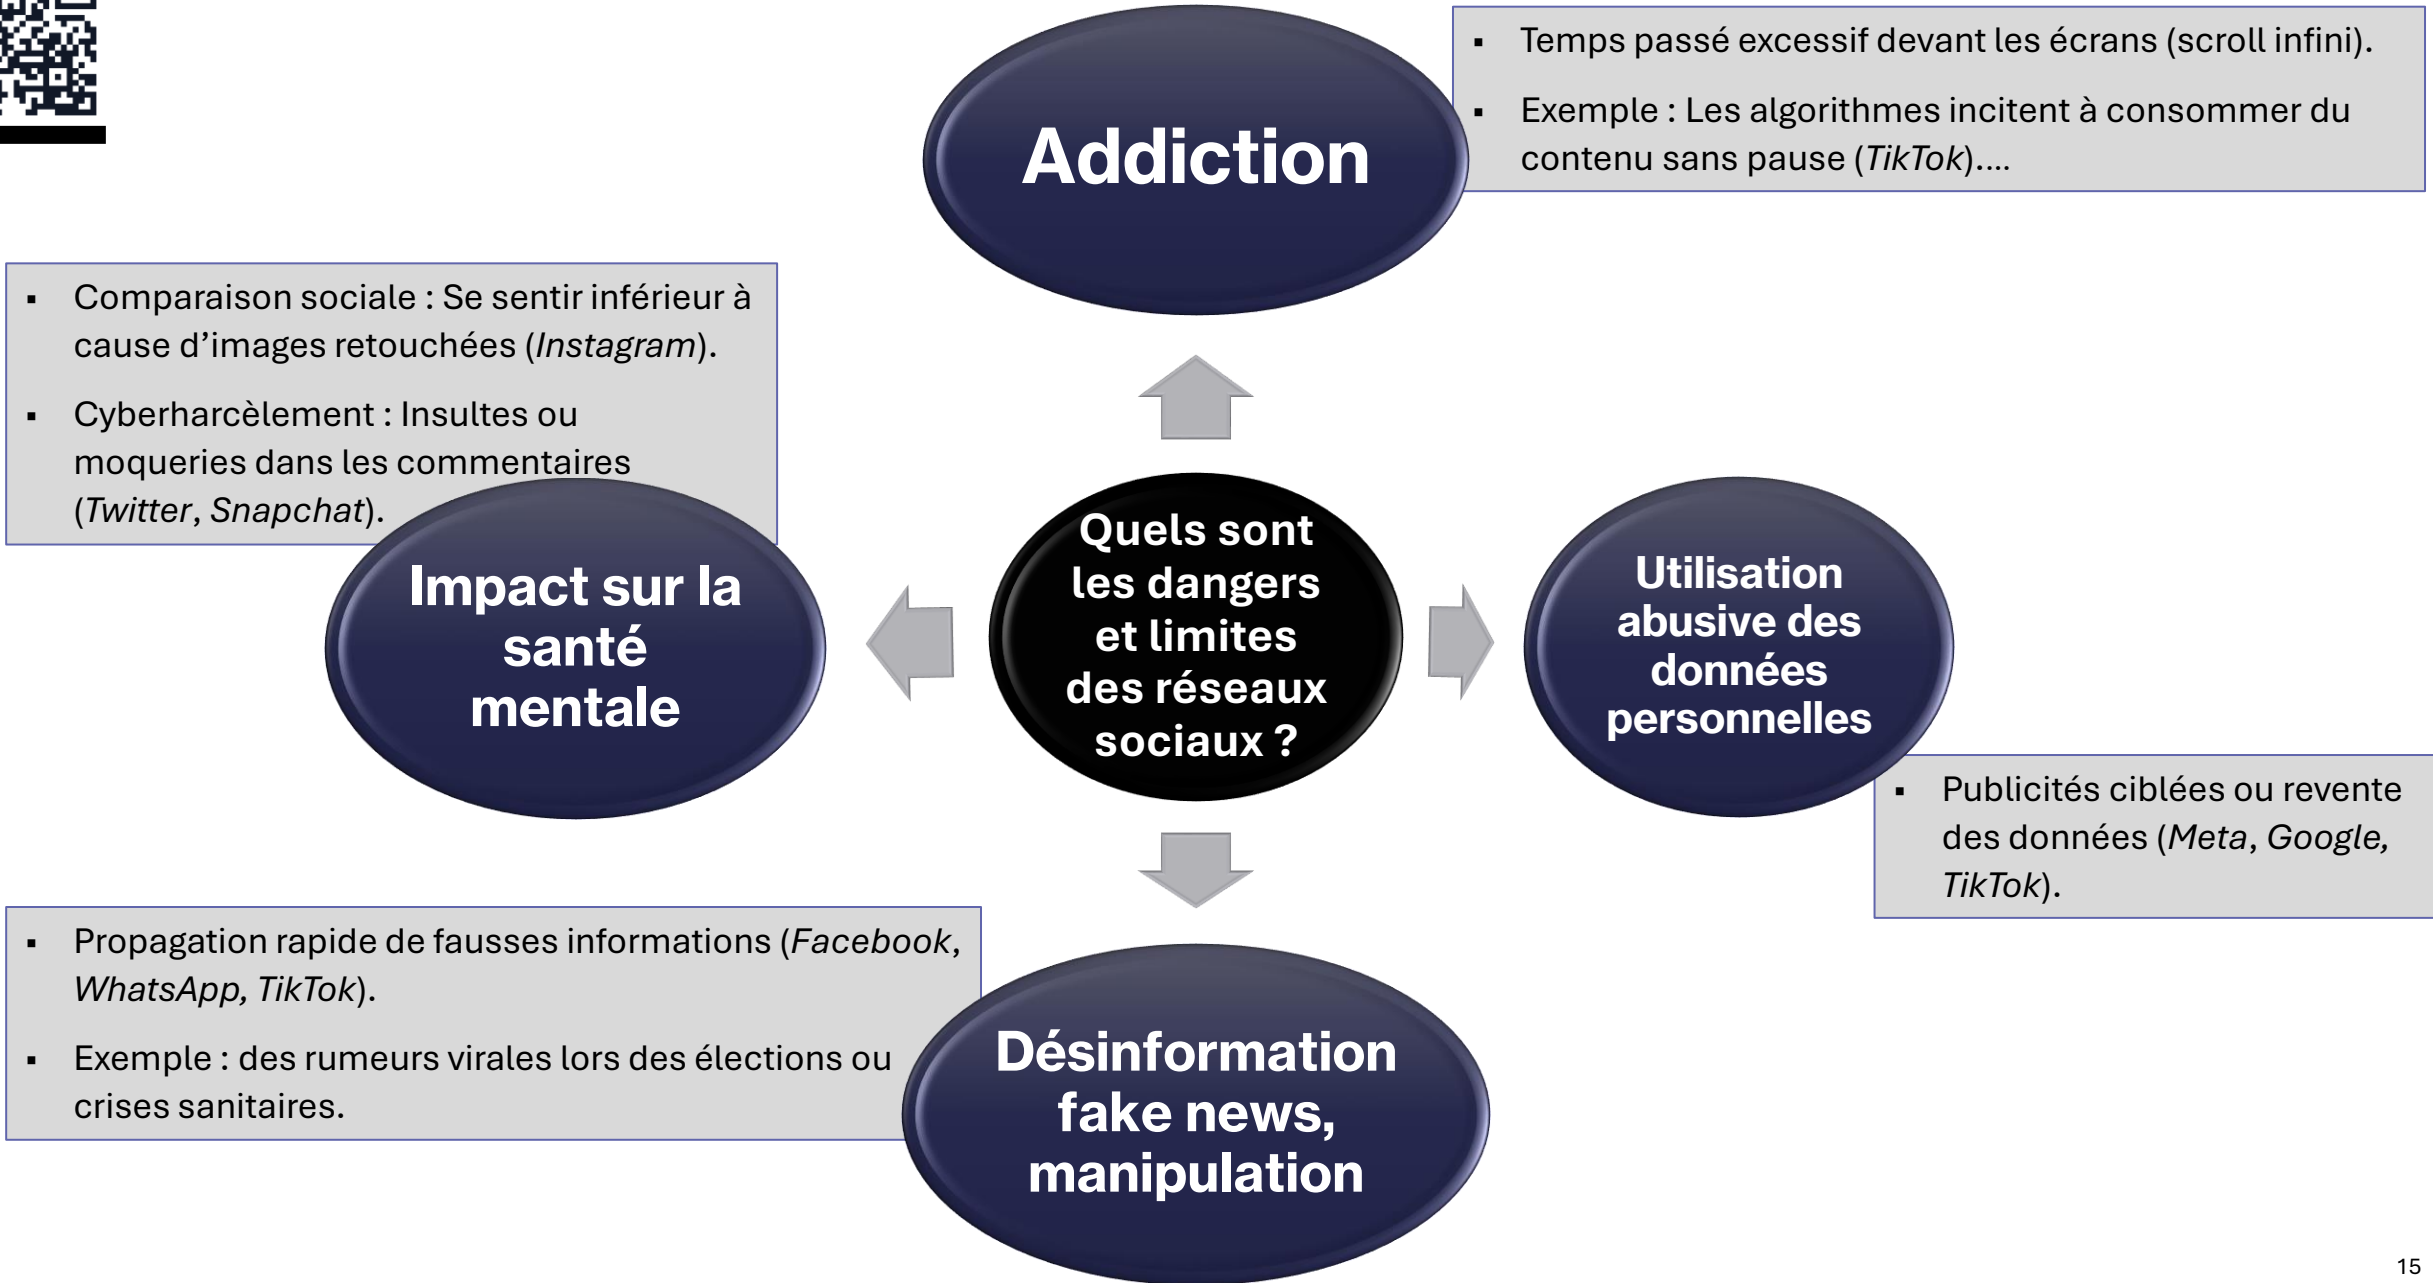 Addiction
▪ Temps passé excessif devant les écrans (scroll infini).
▪ Exemple : Les algorithmes incitent à consommer du
contenu sans pause (TikTok)....
▪ Comparaison sociale : Se sentir inférieur à
cause d’images retouchées (Instagram).
▪ Cyberharcèlement : Insultes ou
moqueries dans les commentaires
(Twitter, Snapchat).
Impact sur la
santé
mentale
Quels sont
les dangers
et limites
des réseaux
sociaux ?
Utilisation
abusive des
données
personnelles
▪ Publicités ciblées ou revente
des données (Meta, Google,
TikTok).
▪ Propagation rapide de fausses informations (Facebook,
WhatsApp, TikTok).
▪ Exemple : des rumeurs virales lors des élections ou
crises sanitaires.
Désinformation
fake news,
manipulation
15